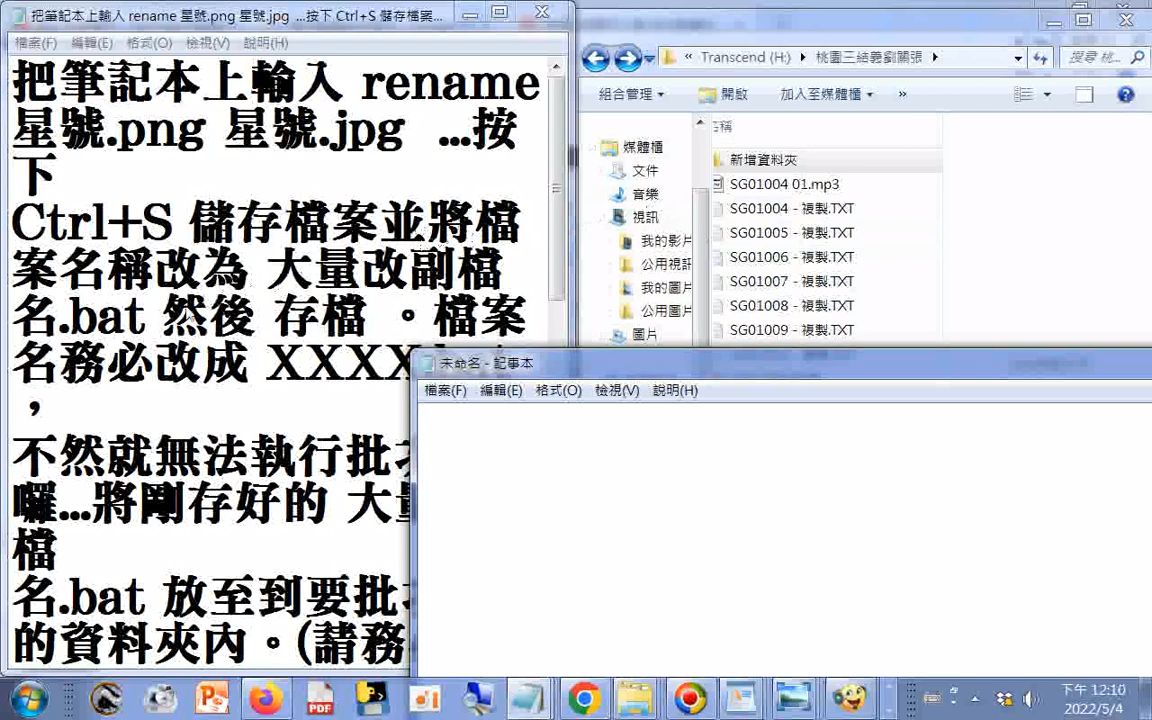 把筆記本上輸入 rename 星號.png 星號.jpg  ...按下 Ctrl+S 儲存檔案...
檔案(F) 編輯(E) 格式(O) 檢視(V) 說明(H)
把筆記本上輸入 rename
星號.png 星號.jpg  ...按
下
Ctrl+S 儲存檔案並將檔
案名稱改為 大量改副檔
名.bat 然後 存檔 。檔案
名務必改成 XXXX
，
不然就無法執行批
囉...將剛存好的 大量
檔
名.bat 放至到要批
的資料夾內。(請務
« Transcend (H:) ▸ 桃園三結義劉關張 ▸
搜尋 桃...
組合管理 開啟 加入至媒體櫃 »
媒體櫃
文件
音樂
視訊
我的影片
公用視訊
我的圖片
公用圖片
圖片
名稱
新增資料夾
SG01004 01.mp3
SG01004 - 複製.TXT
SG01005 - 複製.TXT
SG01006 - 複製.TXT
SG01007 - 複製.TXT
SG01008 - 複製.TXT
SG01009 - 複製.TXT
未命名 - 記事本
檔案(F) 編輯(E) 格式(O) 檢視(V) 說明(H)
PDF
下午 12:10
2022/5/4